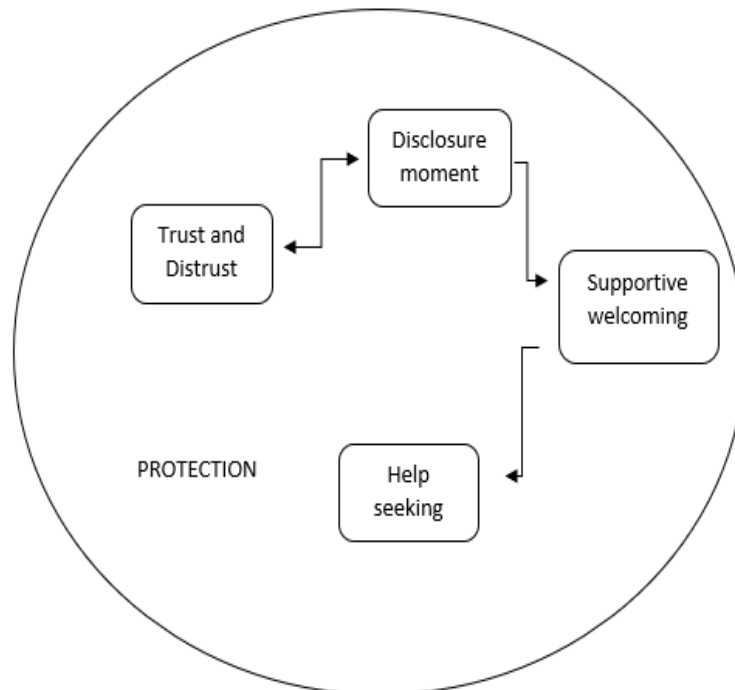 Disclosure
moment
Trust and
Distrust
Supportive
welcoming
PROTECTION
Help
seeking